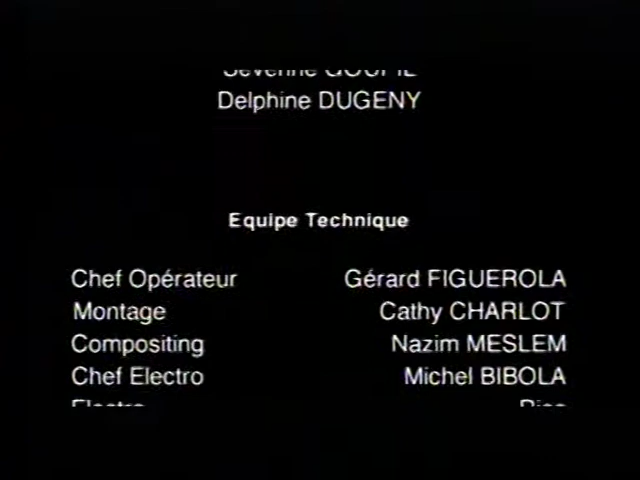 Delphine DUGENY
Equipe Technique
Chef Opérateur Gérard FIGUEROLA
Montage Cathy CHARLOT
Compositing Nazim MESLEM
Chef Electro Michel BIBOLA